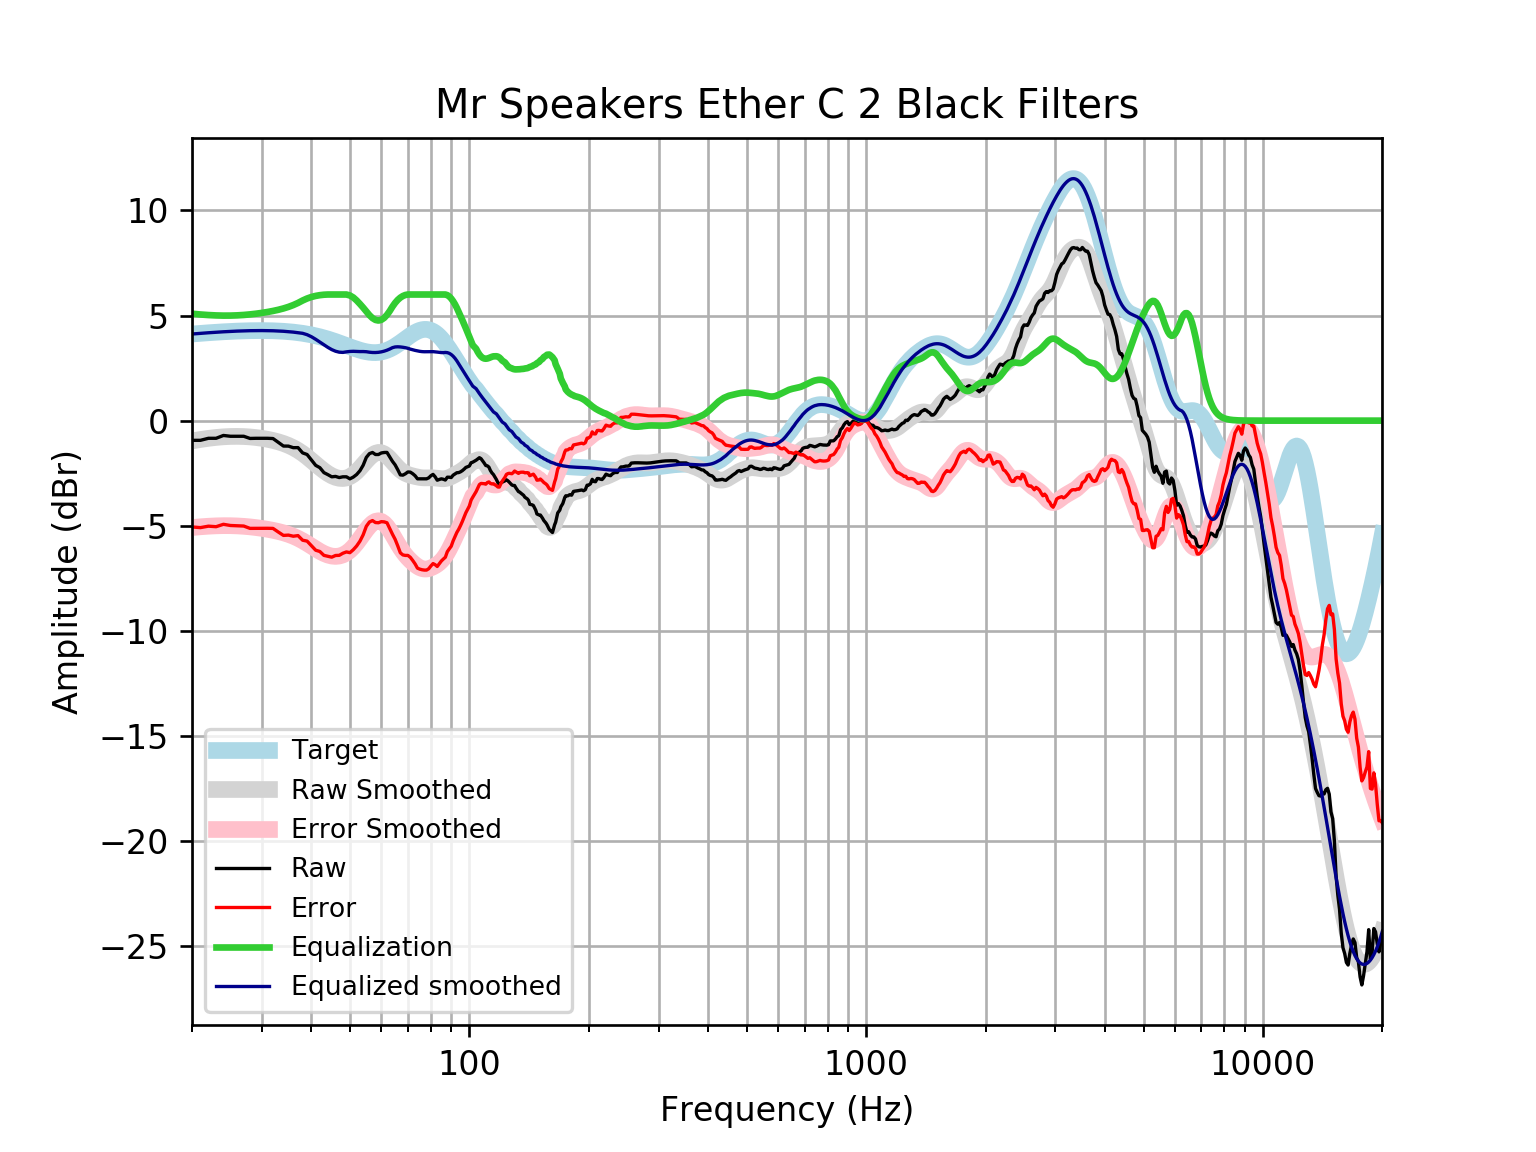 Mr Speakers Ether C 2 Black Filters
Amplitude (dBr)
10
5
0
−5
−10
−15
−20
−25
Target
Raw Smoothed
Error Smoothed
Raw
Error
Equalization
Equalized smoothed
100
1000
10000
Frequency (Hz)